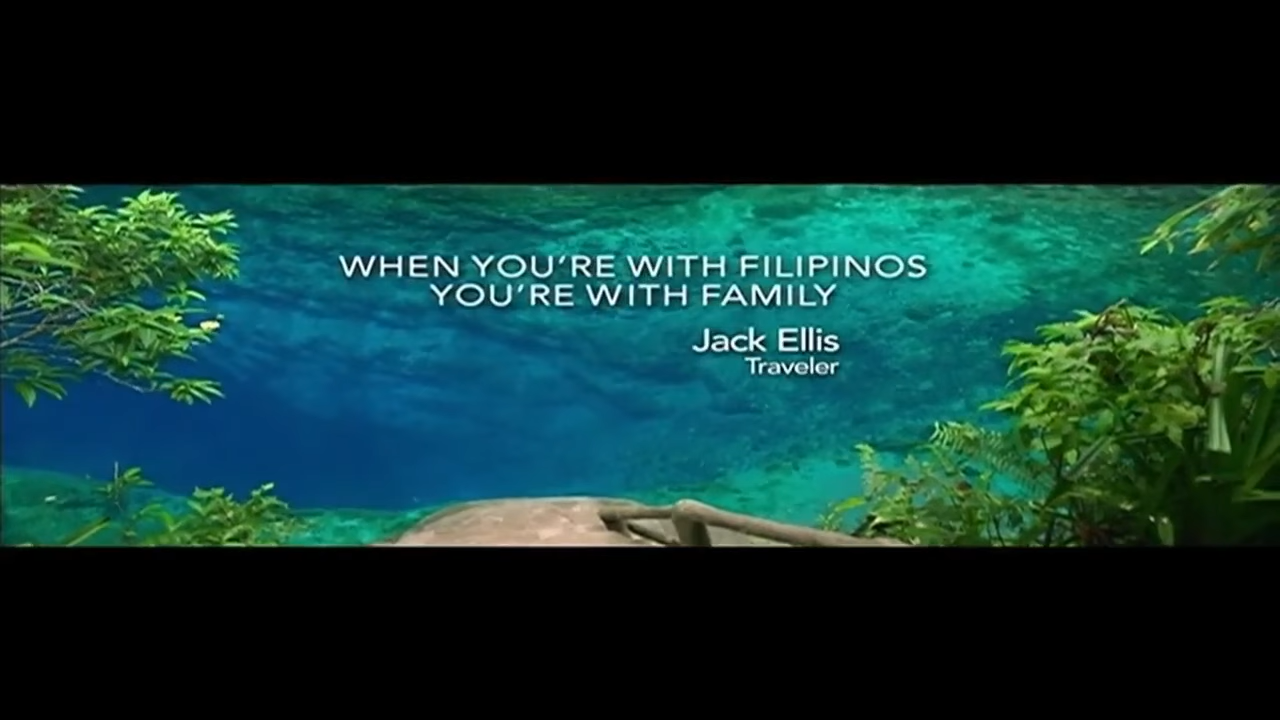 WHEN YOU'RE WITH FILIPINOS
YOU'RE WITH FAMILY
Jack Ellis
Traveler